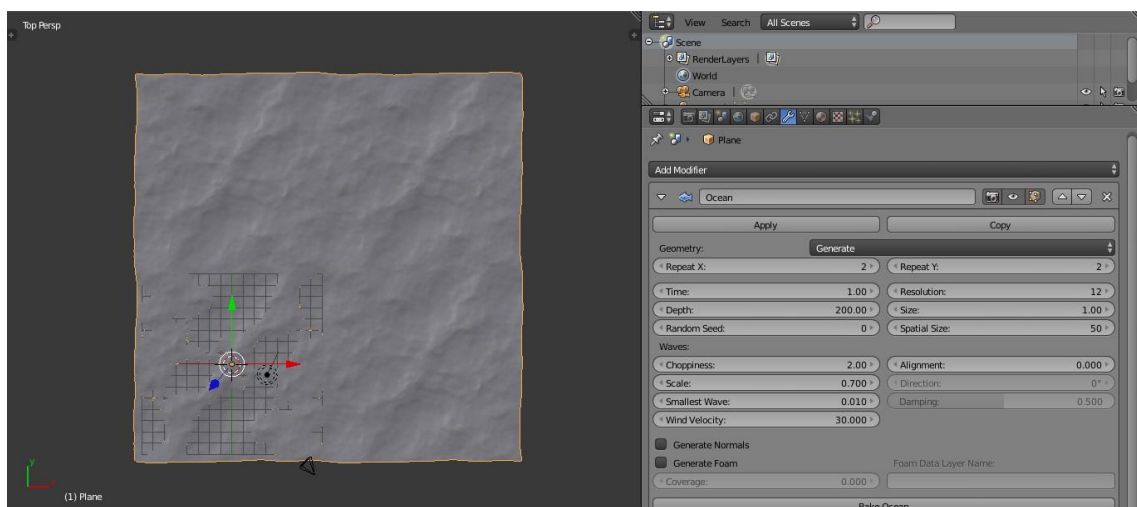 Top Persp
View Search All Scenes
Scene
RenderLayers |
World
Camera |
Plane
Add Modifier
Ocean
Apply Copy
Geometry: Generate
Repeat X: 2 Repeat Y: 2
Time: 1.00 Resolution: 12
Depth: 200.00 Size: 1.00
Random Seed: 0 Spatial Size: 50
Waves:
Choppiness: 2.00 Alignment: 0.000
Scale: 0.700 Direction: 0°
Smallest Wave: 0.010 Damping: 0.500
Wind Velocity: 30.000
Generate Normals
Generate Foam Foam Data Layer Name:
Coverage: 0.000
Bake Ocean
y
x
(1) Plane